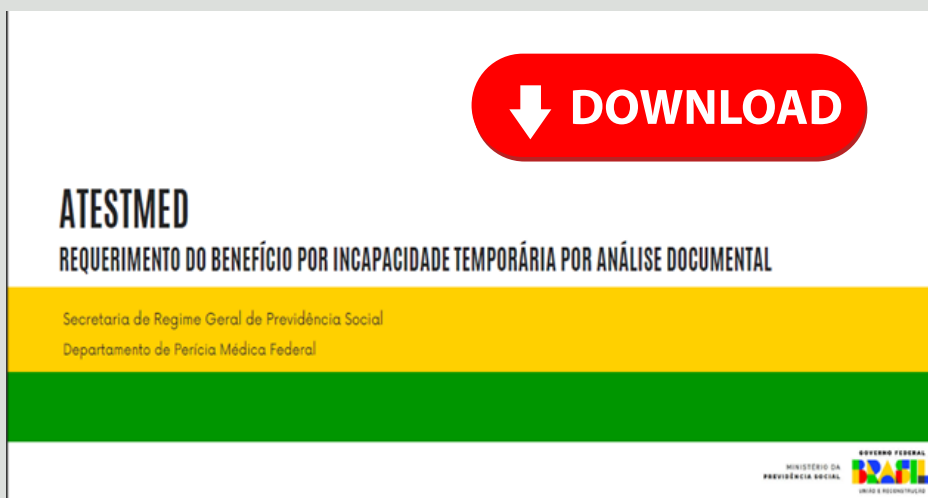 DOWNLOAD
ATESTMED
REQUERIMENTO DO BENEFÍCIO POR INCAPACIDADE TEMPORÁRIA POR ANÁLISE DOCUMENTAL
Secretaria de Regime Geral de Previdência Social
Departamento de Perícia Médica Federal
MINISTÉRIO DA
PREVIDÊNCIA SOCIAL
GOVERNO FEDERAL
BRASIL
UNIÃO E RECONSTRUÇÃO